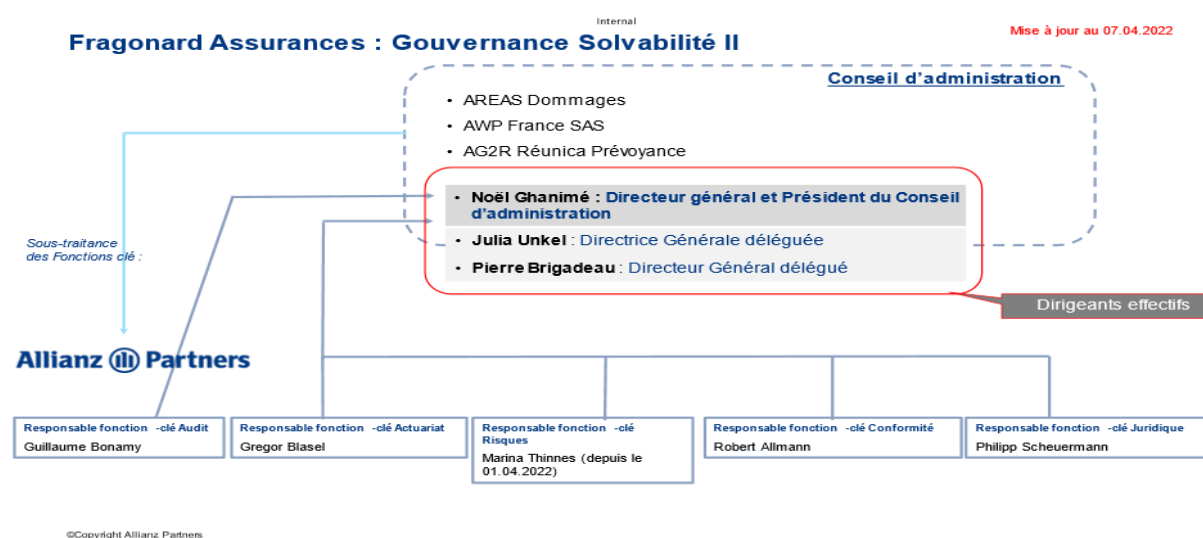 Internal
Fragonard Assurances : Gouvernance Solvabilité II
Mise à jour au 07.04.2022
Conseil d'administration
• AREAS Dommages
• AWP France SAS
• AG2R Réunica Prévoyance
• Noël Ghanimé : Directeur général et Président du Conseil
d'administration
• Julia Unkel : Directrice Générale déléguée
• Pierre Brigadeau : Directeur Général délégué
Dirigeants effectifs
Sous-traitance
des Fonctions clé :
Allianz Partners
Responsable fonction -clé Audit
Guillaume Bonamy
Responsable fonction -clé Actuariat
Gregor Blasel
Responsable fonction -clé
Risques
Marina Thinnes (depuis le
01.04.2022)
Responsable fonction -clé Conformité
Robert Allmann
Responsable fonction -clé Juridique
Philipp Scheuermann
©Copyright Allianz Partners